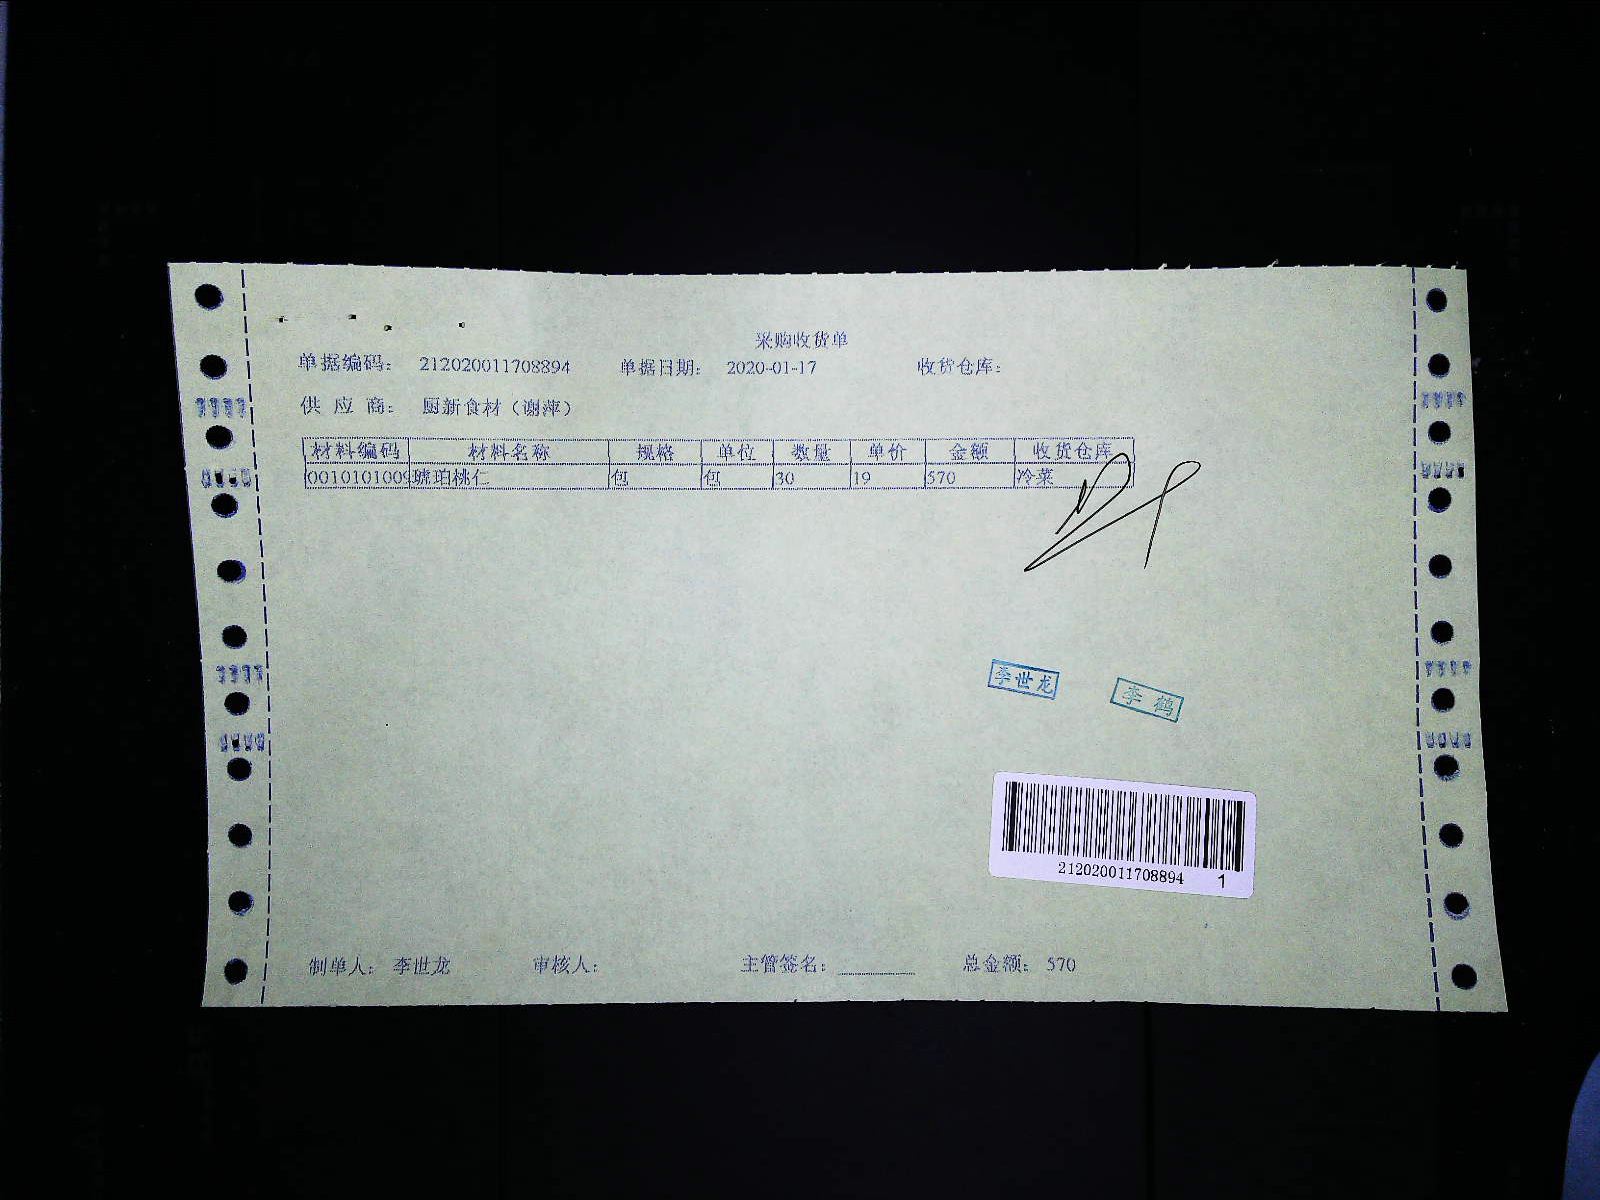 采购收货单
单据编码: 212020011708894 单据日期: 2020-01-17 收货仓库:
供应商: 厨新食材(谢萍)
材料编码 材料名称 规格 单位 数量 单价 金额 收货仓库
0010101009 琥珀桃仁 包 包 30 19 570 冷菜
李世龙 李鹤
212020011708894 1
制单人: 李世龙 审核人: 主管签名: 总金额: 570